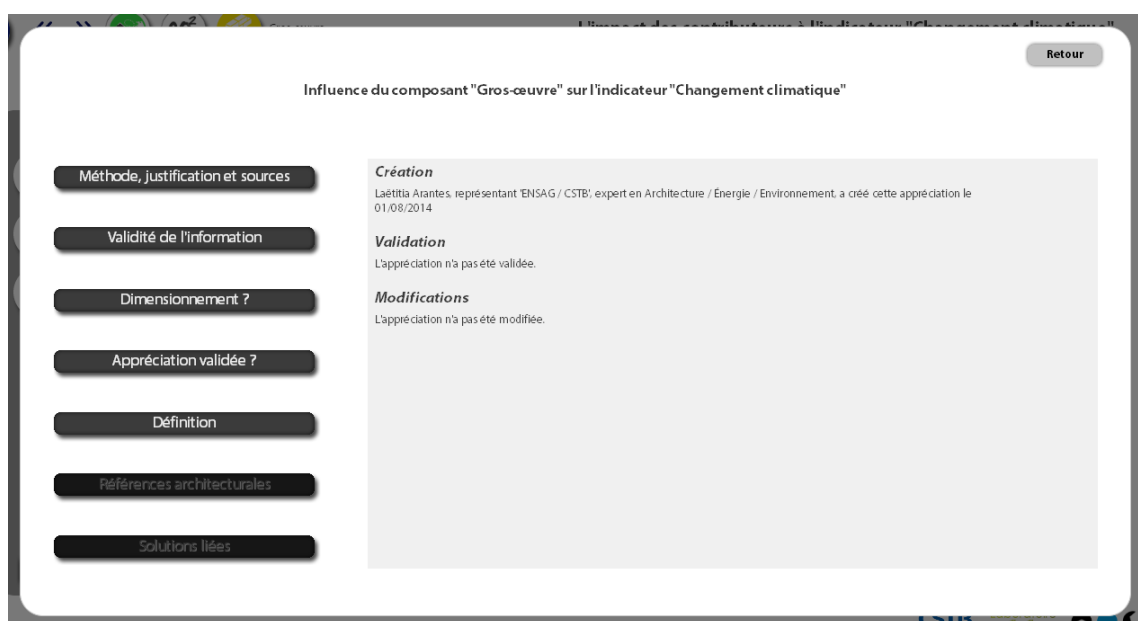 Retour
Influence du composant "Gros-œuvre" sur l'indicateur "Changement climatique"
Méthode, justification et sources
Validité de l'information
Dimensionnement ?
Appréciation validée ?
Définition
Références architecturales
Solutions liées
Création
Laëtitia Arantes, représentant 'ENSAG / CSTB', expert en Architecture / Énergie / Environnement, a créé cette appréciation le
01/08/2014
Validation
L'appréciation n'a pas été validée.
Modifications
L'appréciation n'a pas été modifiée.